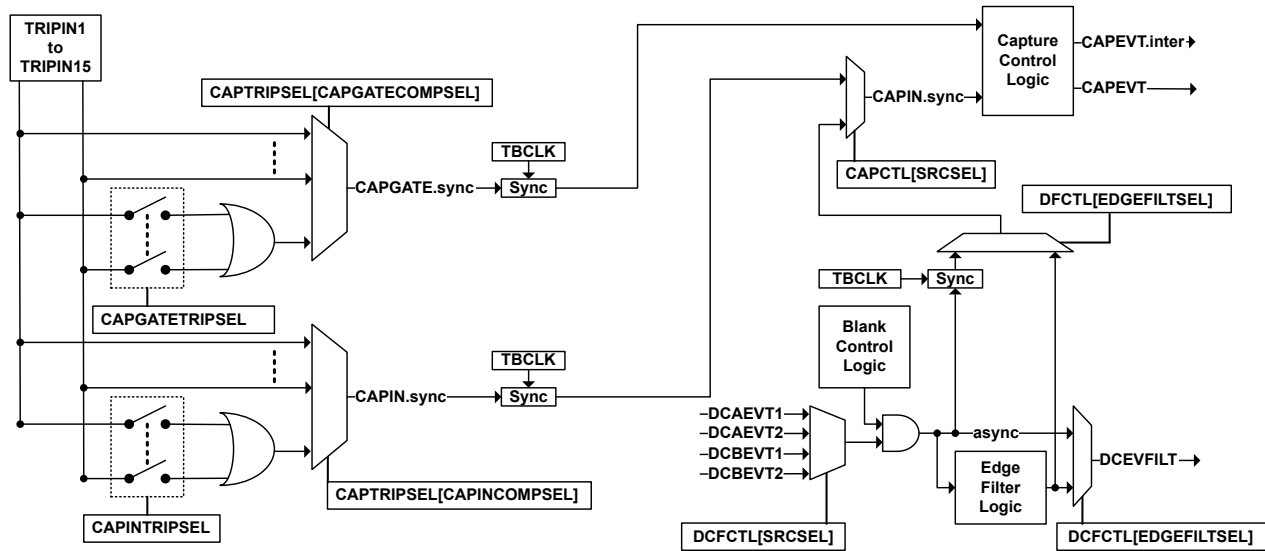 TRIPIN1
to
TRIPIN15
CAPTRIPSEL[CAPGATECOMPSEL]
CAPGATE.sync
TBCLK
Sync
CAPGATETRIPSEL
CAPIN.sync
TBCLK
Sync
CAPTRIPSEL[CAPINCOMPSEL]
CAPINTRIPSEL
Capture
Control
Logic
CAPEVT.inter
CAPEVT
CAPIN.sync
CAPCTL[SRCSEL]
DFCTL[EDGEFILTSEL]
TBCLK
Sync
Blank
Control
Logic
DCAEVT1
DCAEVT2
DCBEVT1
DCBEVT2
async
Edge
Filter
Logic
DCEVFILT
DCFCTL[SRCSEL]
DCFCTL[EDGEFILTSEL]